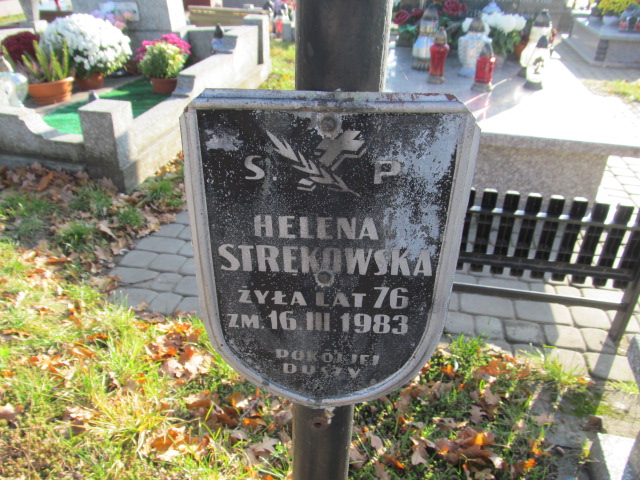 S. P
HELENA
STREKOWSKA
ŻYŁA LAT 76
ZM. 16 III 1983
POKÓJ JEJ
DUSZY